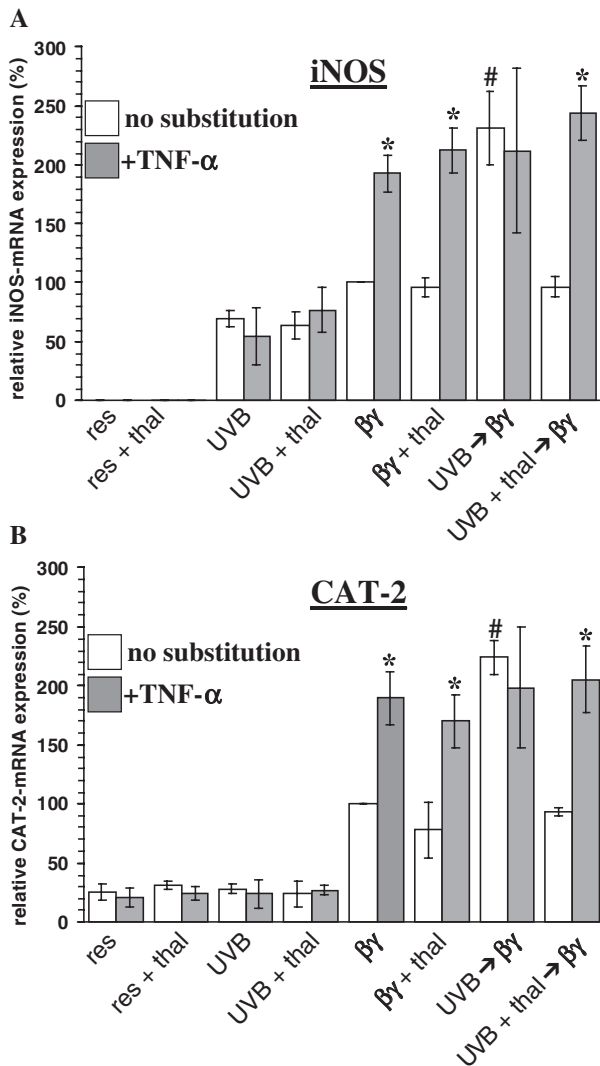 A
iNOS
relative iNOS-mRNA expression (%)
300
250
200
150
100
50
0
no substitution
+TNF-α
*
*
#
*
res
res + thal
UVB
UVB + thal
βγ
βγ + thal
UVB ➔ βγ
UVB + thal ➔ βγ
B
CAT-2
relative CAT-2-mRNA expression (%)
300
250
200
150
100
50
0
no substitution
+TNF-α
*
*
#
*
res
res + thal
UVB
UVB + thal
βγ
βγ + thal
UVB ➔ βγ
UVB + thal ➔ βγ